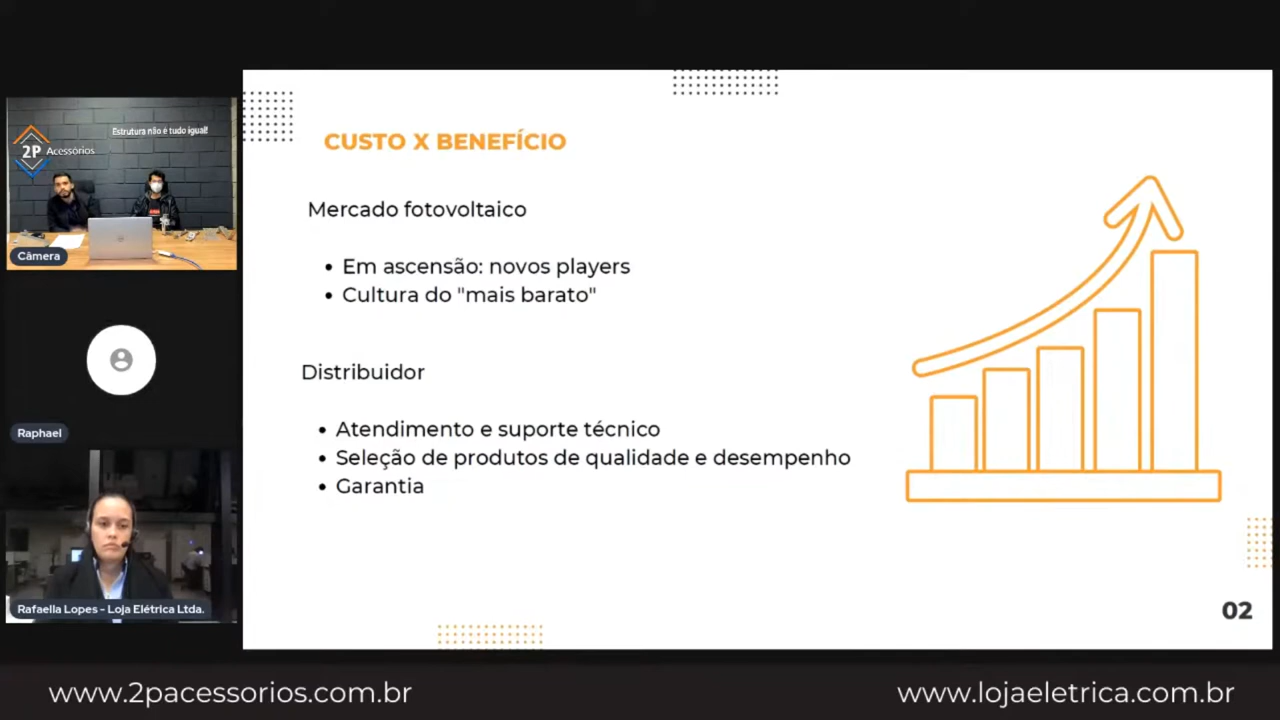 Estrutura não é tudo igual!
2P Acessórios
Câmera
Raphael
Rafaella Lopes - Loja Elétrica Ltda.
CUSTO X BENEFÍCIO
Mercado fotovoltaico
• Em ascensão: novos players
• Cultura do "mais barato"
Distribuidor
• Atendimento e suporte técnico
• Seleção de produtos de qualidade e desempenho
• Garantia
02
www.2pacessorios.com.br
www.lojaeletrica.com.br